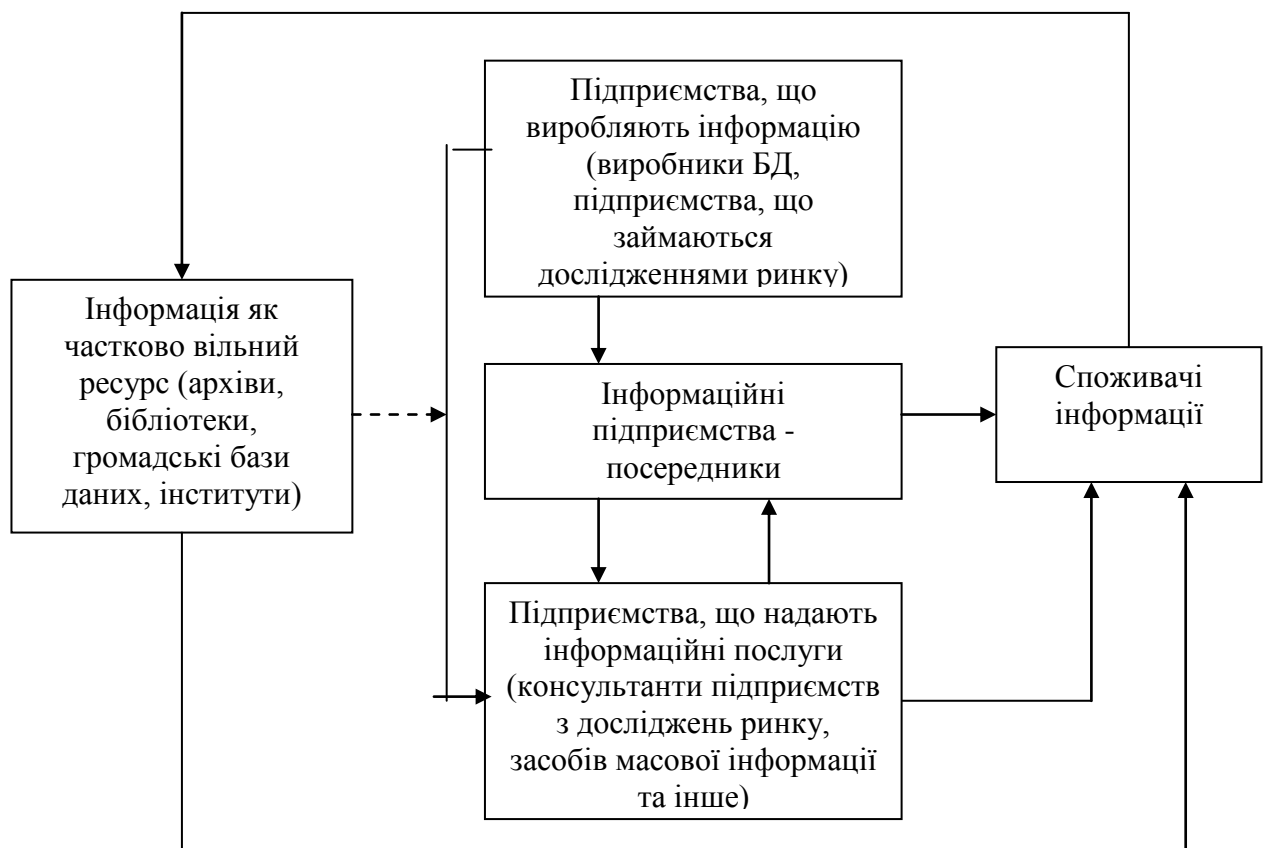 Підприємства, що
виробляють інформацію
(виробники БД,
підприємства, що
займаються
дослідженнями ринку)
Інформація як
частково вільний
ресурс (архіви,
бібліотеки,
громадські бази
даних, інститути)
Інформаційні
підприємства -
посередники
Споживачі
інформації
Підприємства, що надають
інформаційні послуги
(консультанти підприємств
з досліджень ринку,
засобів масової інформації
та інше)